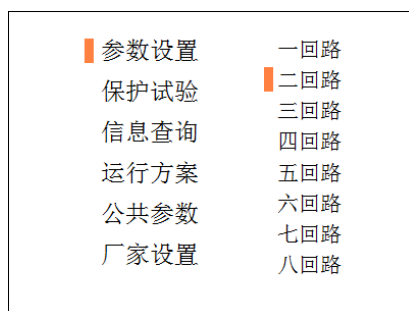 参数设置
保护试验
信息查询
运行方案
公共参数
厂家设置
一回路
二回路
三回路
四回路
五回路
六回路
七回路
八回路